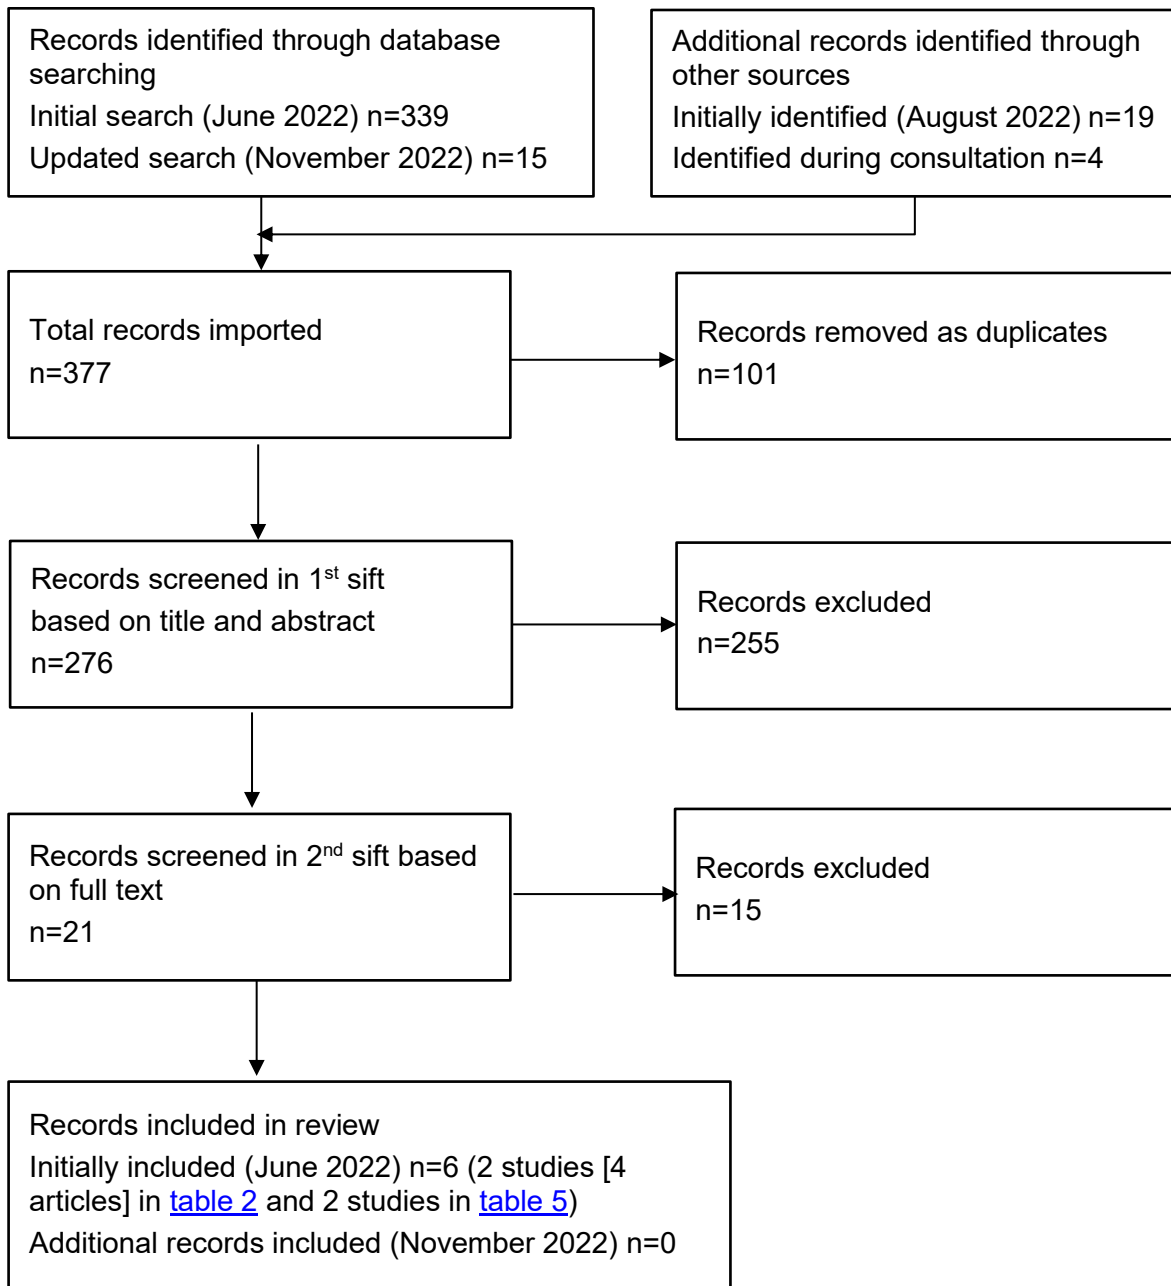 Records identified through database
searching
Initial search (June 2022) n=339
Updated search (November 2022) n=15
Additional records identified through
other sources
Initially identified (August 2022) n=19
Identified during consultation n=4
Total records imported
n=377
Records removed as duplicates
n=101
Records screened in 1st sift
based on title and abstract
n=276
Records excluded
n=255
Records screened in 2nd sift based
on full text
n=21
Records excluded
n=15
Records included in review
Initially included (June 2022) n=6 (2 studies [4
articles] in table 2 and 2 studies in table 5)
Additional records included (November 2022) n=0